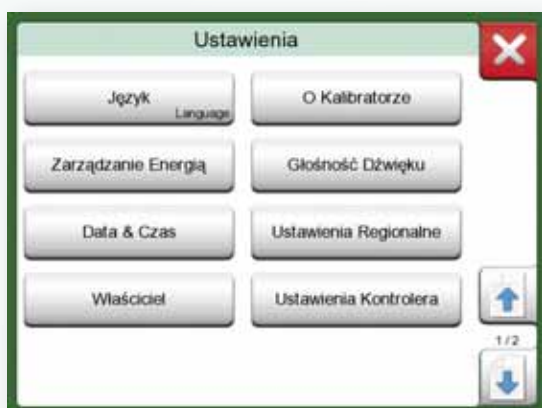 Ustawienia
Język
Language
O Kalibratorze
Zarządzanie Energią
Głośność Dźwięku
Data & Czas
Ustawienia Regionalne
Właściciel
Ustawienia Kontrolera
1/2